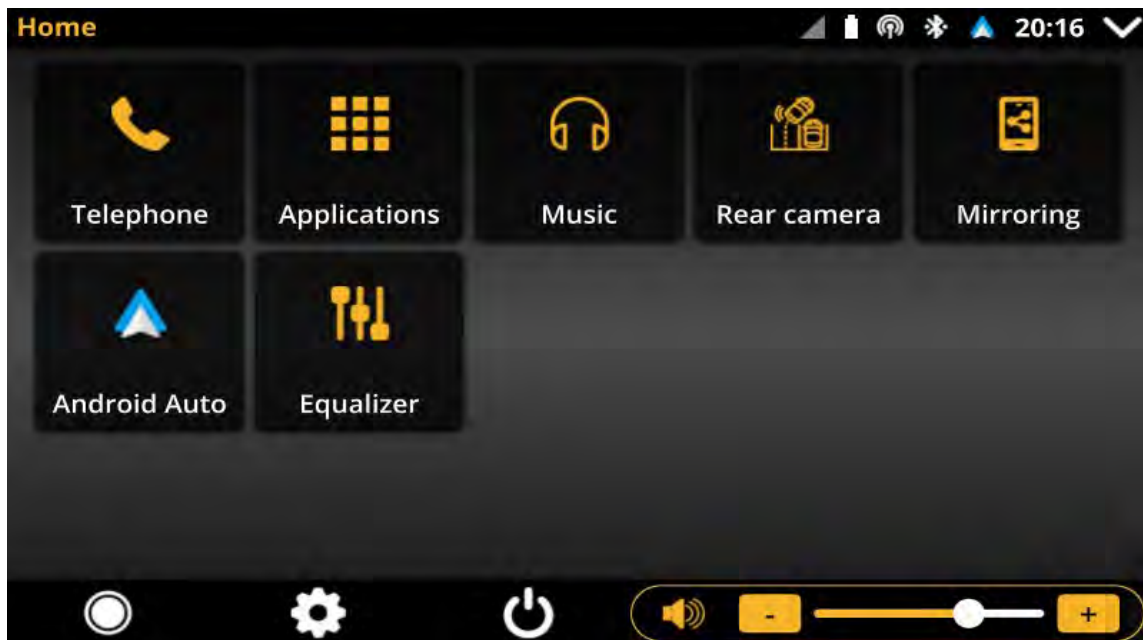 Home 20:16
Telephone Applications Music Rear camera Mirroring
Android Auto Equalizer
- +